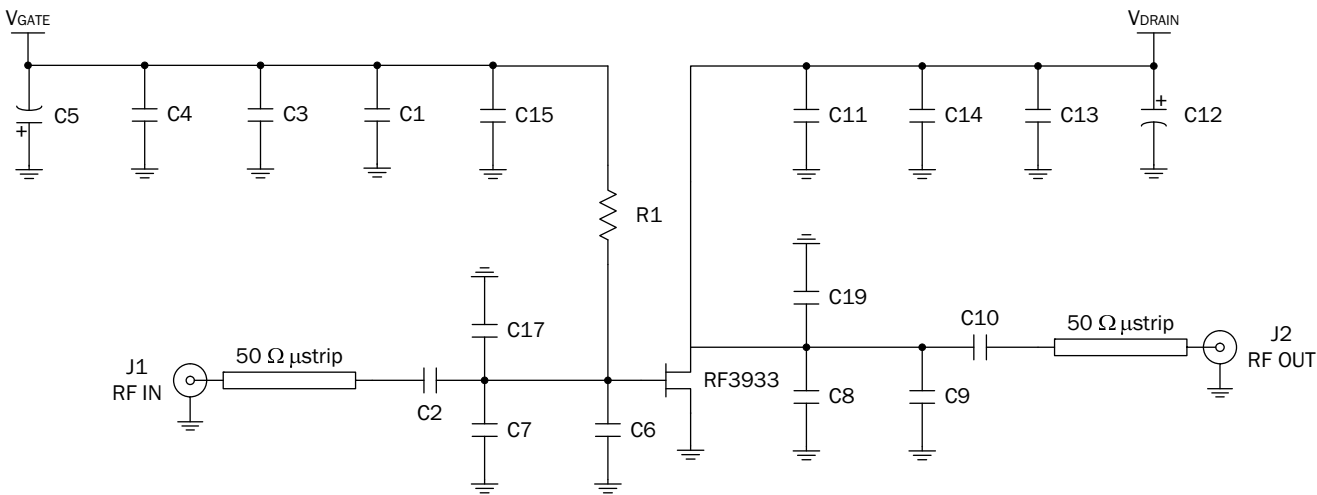 VGATE
VDRAIN
C5
+
C4
C3
C1
C15
C11
C14
C13
+
C12
R1
C19
C17
C10
50 Ω µstrip
J2
RF OUT
J1
RF IN
50 Ω µstrip
C2
RF3933
C7
C6
C8
C9